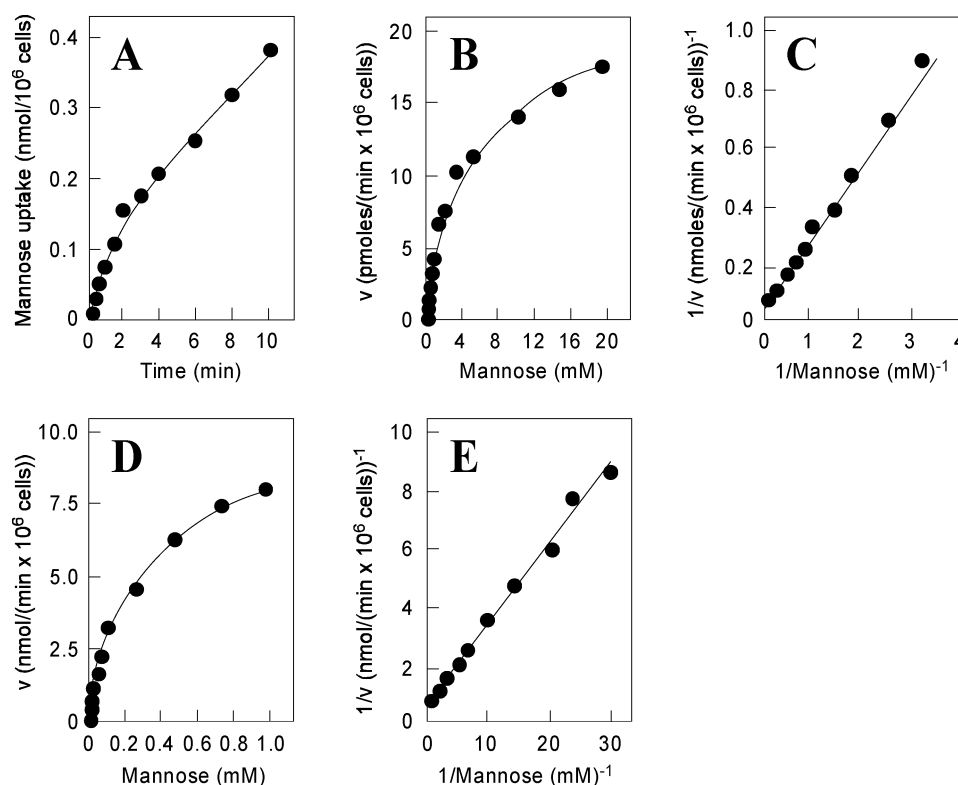 A
Mannose uptake (nmol/10⁶ cells)
0.4
0.3
0.2
0.1
0
0 2 4 6 8 10
Time (min)
B
v (pmoles/(min x 10⁶ cells))
20
15
10
5
0
0 4 8 12 16 20
Mannose (mM)
C
1/v (nmoles/(min x 10⁶ cells))⁻¹
1.0
0.8
0.6
0.4
0.2
0
0 1 2 3 4
1/Mannose (mM)⁻¹
D
v (nmol/(min x 10⁶ cells))
10.0
7.5
5.0
2.5
0
0 0.2 0.4 0.6 0.8 1.0
Mannose (mM)
E
1/v (nmol/(min x 10⁶ cells))⁻¹
10
8
6
4
2
0
0 10 20 30
1/Mannose (mM)⁻¹